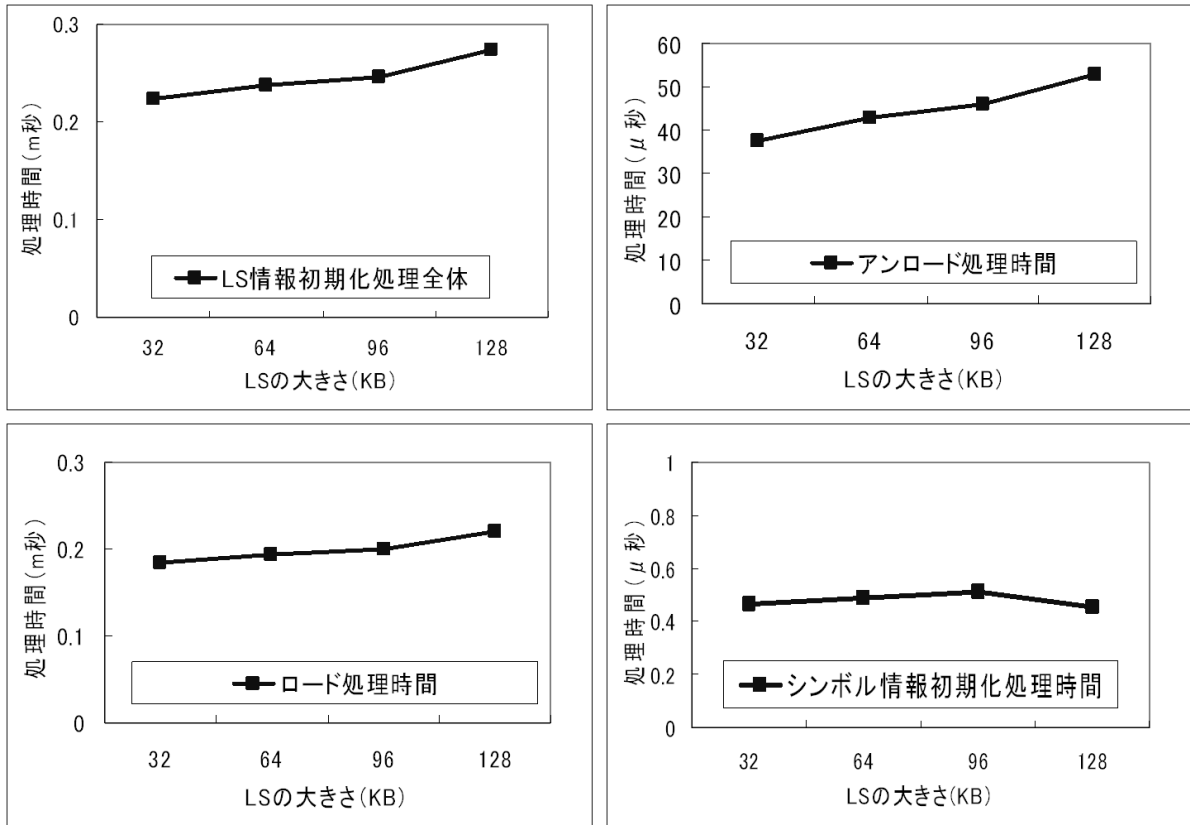 0.3
0.2
0.1
0
処理時間(m秒)
LS情報初期化処理全体
32 64 96 128
LSの大きさ(KB)
60
50
40
30
20
10
0
処理時間(μ秒)
アンロード処理時間
32 64 96 128
LSの大きさ(KB)
0.3
0.2
0.1
0
処理時間(m秒)
ロード処理時間
32 64 96 128
LSの大きさ(KB)
1
0.8
0.6
0.4
0.2
0
処理時間(μ秒)
シンボル情報初期化処理時間
32 64 96 128
LSの大きさ(KB)